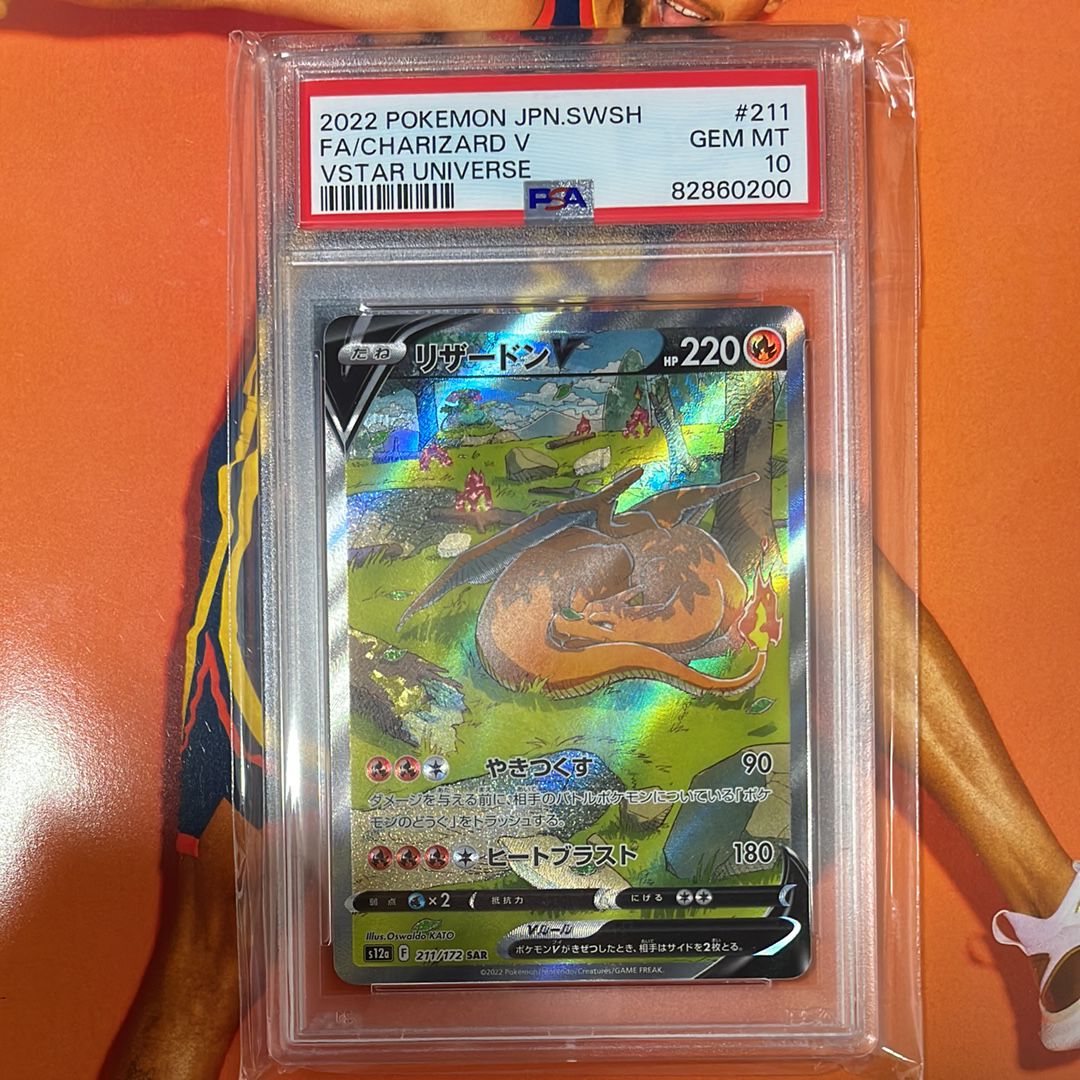 2022 POKEMON JPN.SWSH #211
FA/CHARIZARD V GEM MT
VSTAR UNIVERSE 10
PSA 82860200
たね リザードンV HP 220
やきつくす 90
ダメージを与える前に、相手のバトルポケモンについている「ポケ
モンのどうぐ」をトラッシュする。
ヒートブラスト 180
弱点 ×2 抵抗力 にげる
Illus.Oswaldo KATO
Vルール
s12a F 211/172 SAR
ポケモンVがきぜつしたとき、相手はサイドを2枚とる。
©2022 Pokémon/Nintendo/Creatures/GAME FREAK.